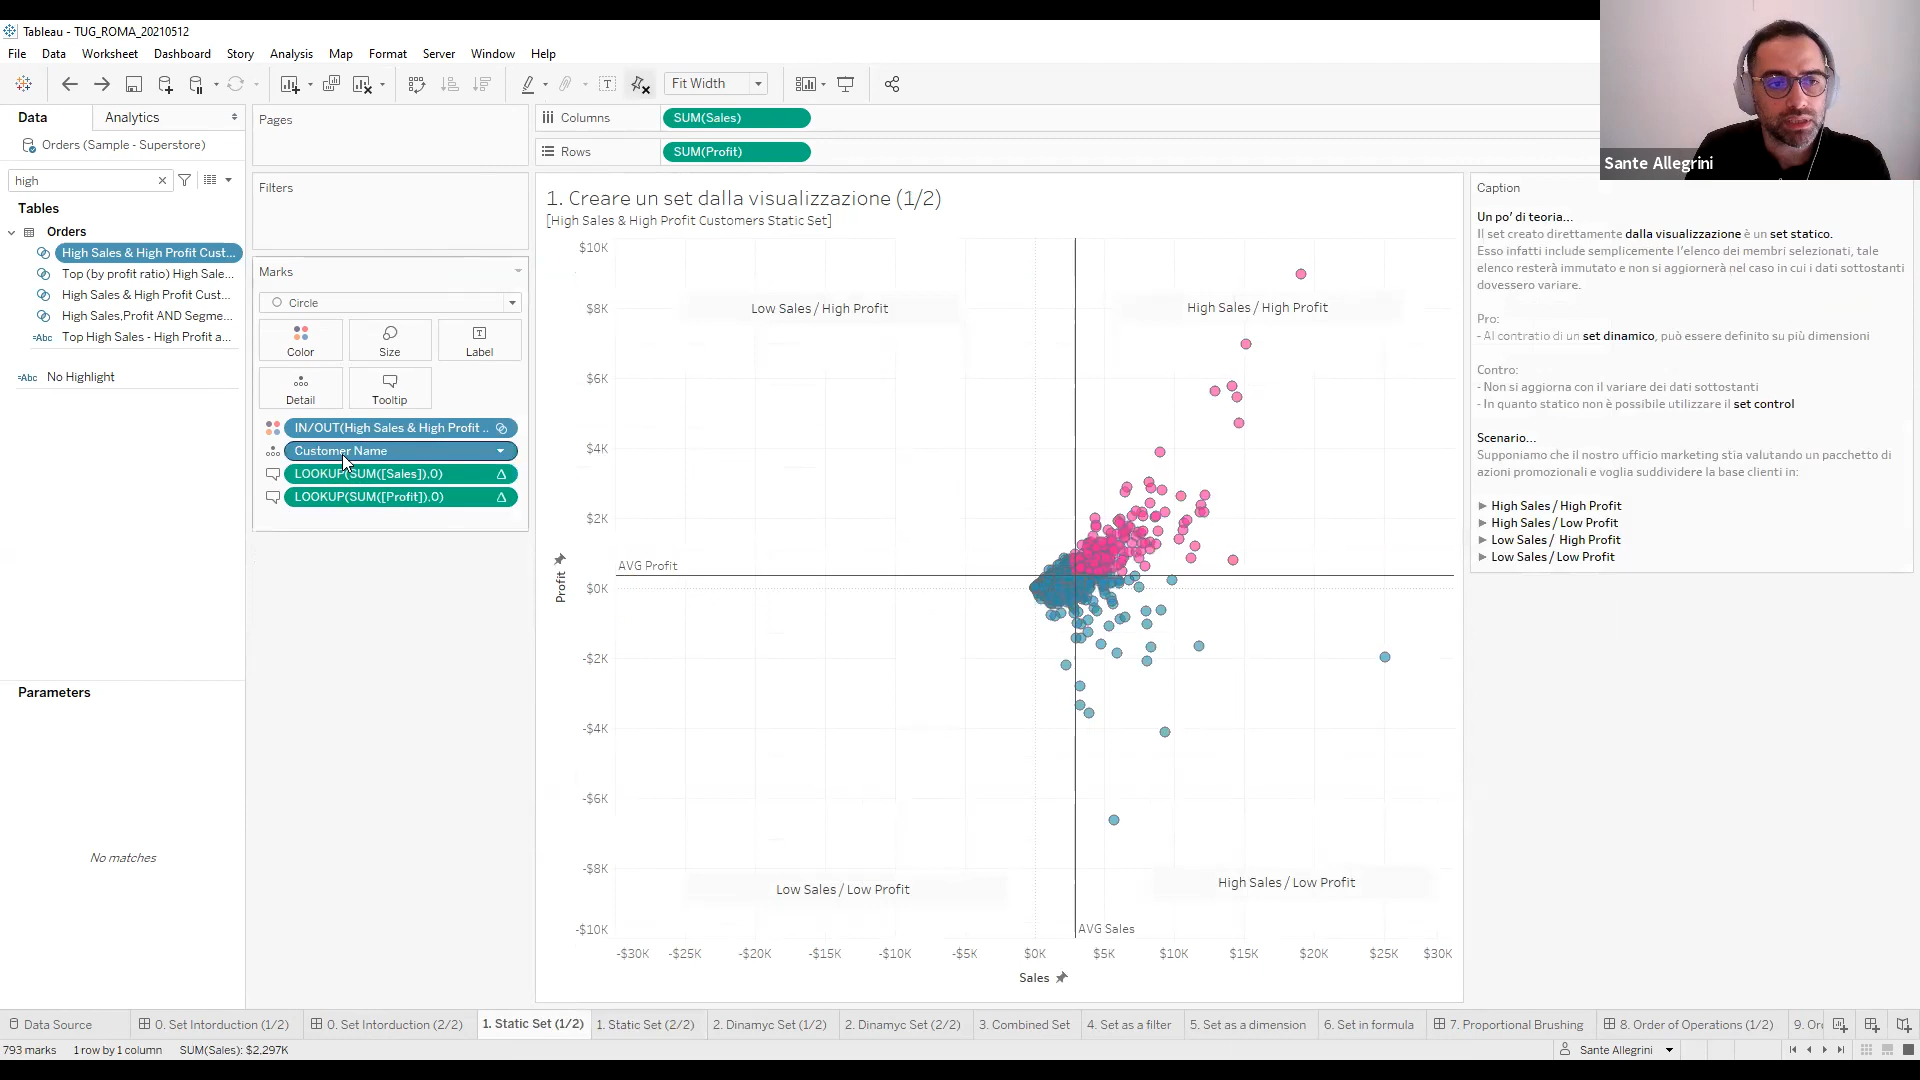 Tableau - TUG_ROMA_20210512
File Data Worksheet Dashboard Story Analysis Map Format Server Window Help
Fit Width
Sante Allegrini
Data Analytics
Orders (Sample - Superstore)
high
Tables
Orders
High Sales & High Profit Cust...
Top (by profit ratio) High Sale...
High Sales & High Profit Cust...
High Sales,Profit AND Segme...
=Abc Top High Sales - High Profit a...
=Abc No Highlight
Parameters
No matches
Pages
Filters
Marks
Circle
Color Size Label
Detail Tooltip
IN/OUT(High Sales & High Profit ..
Customer Name
LOOKUP(SUM([Sales]),0)
LOOKUP(SUM([Profit]),0)
Columns SUM(Sales)
Rows SUM(Profit)
1. Creare un set dalla visualizzazione (1/2)
[High Sales & High Profit Customers Static Set]
$10K
$8K
$6K
$4K
$2K
$0K
-$2K
-$4K
-$6K
-$8K
-$10K
Profit
Low Sales / High Profit
High Sales / High Profit
AVG Profit
Low Sales / Low Profit
High Sales / Low Profit
AVG Sales
-$30K -$25K -$20K -$15K -$10K -$5K $0K $5K $10K $15K $20K $25K $30K
Sales
Caption
Un po' di teoria...
Il set creato direttamente dalla visualizzazione è un set statico.
Esso infatti include semplicemente l'elenco dei membri selezionati, tale
elenco resterà immutato e non si aggiornerà nel caso in cui i dati sottostanti
dovessero variare.
Pro:
- Al contratio di un set dinamico, può essere definito su più dimensioni
Contro:
- Non si aggiorna con il variare dei dati sottostanti
- In quanto statico non è possibile utilizzare il set control
Scenario...
Supponiamo che il nostro ufficio marketing stia valutando un pacchetto di
azioni promozionali e voglia suddividere la base clienti in:
► High Sales / High Profit
► High Sales / Low Profit
► Low Sales / High Profit
► Low Sales / Low Profit
Data Source 0. Set Intorduction (1/2) 0. Set Intorduction (2/2) 1. Static Set (1/2) 1. Static Set (2/2) 2. Dinamyc Set (1/2) 2. Dinamyc Set (2/2) 3. Combined Set 4. Set as a filter 5. Set as a dimension 6. Set in formula 7. Proportional Brushing 8. Order of Operations (1/2) 9. Or
793 marks 1 row by 1 column SUM(Sales): $2.297K Sante Allegrini